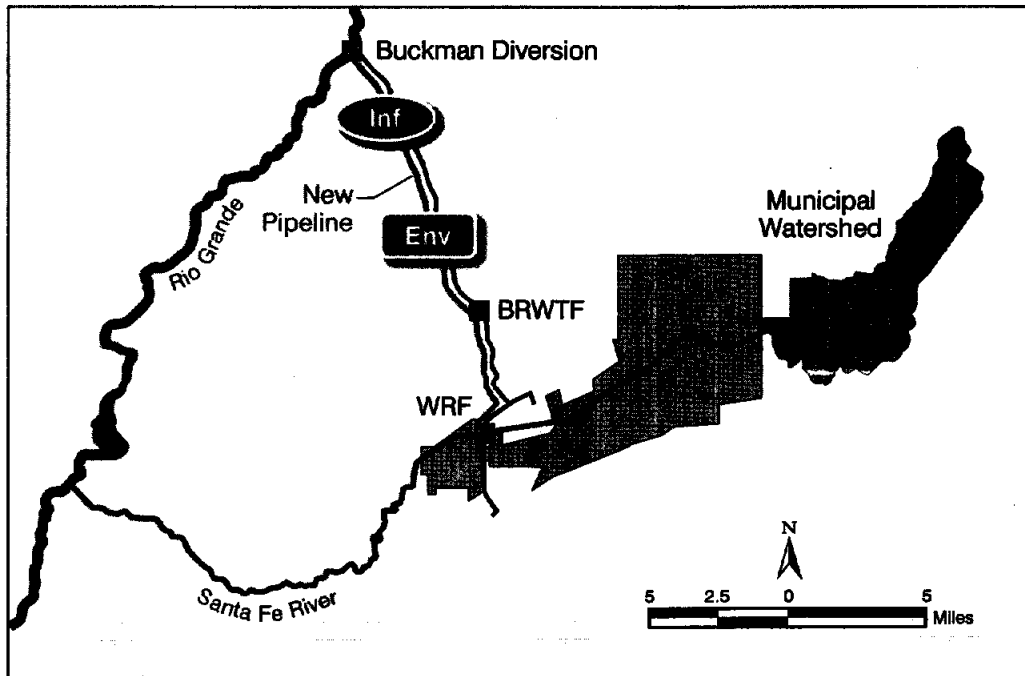 Buckman Diversion
Inf
New
Pipeline
Env
Rio Grande
Municipal
Watershed
BRWTF
WRF
Santa Fe River
N
5 2.5 0 5
Miles